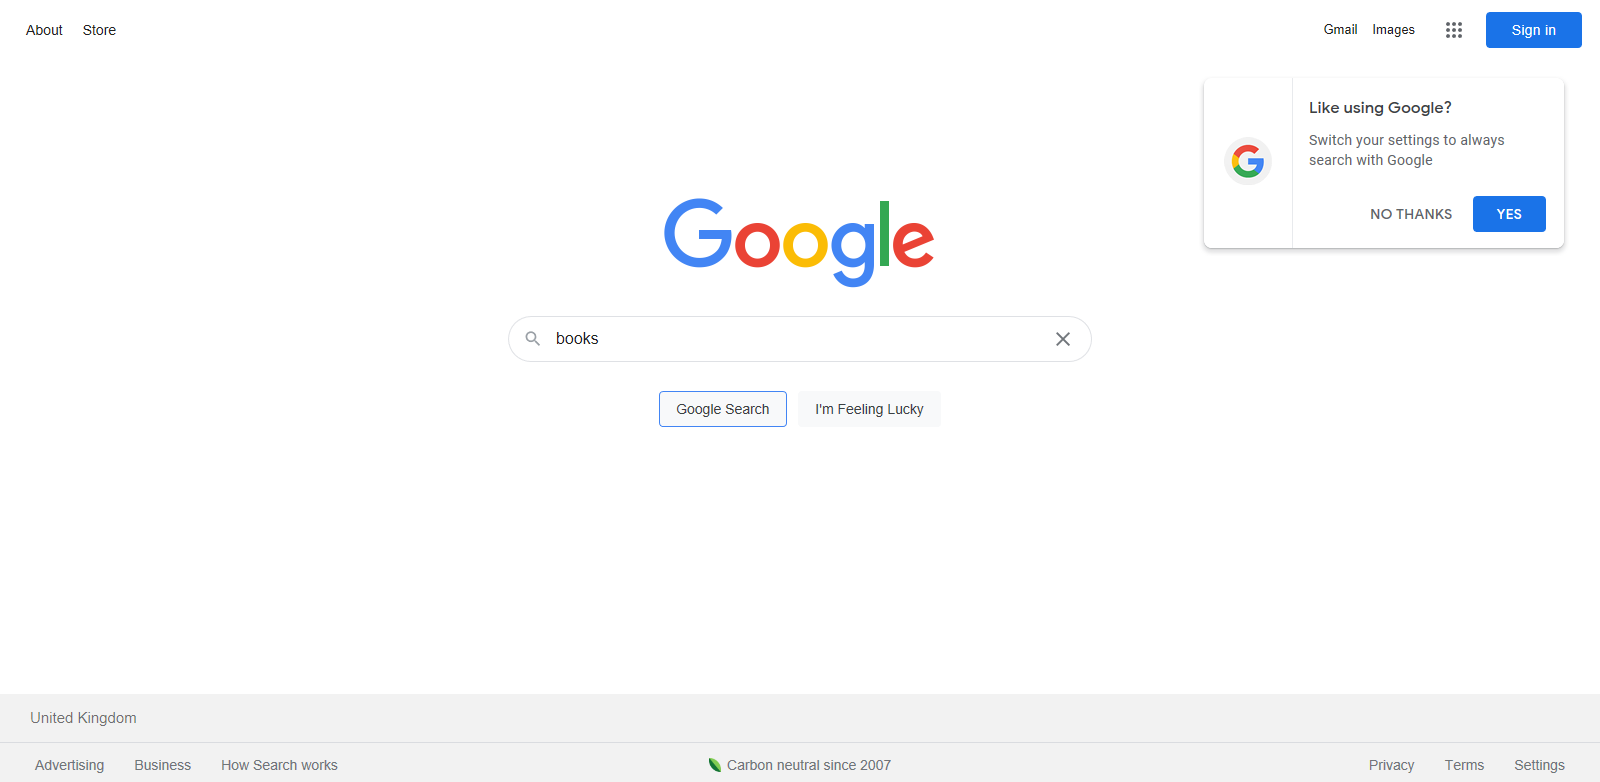 About Store
Gmail Images
Sign in
Like using Google?
Switch your settings to always
search with Google
NO THANKS YES
Google
books
Google Search I'm Feeling Lucky
United Kingdom
Advertising Business How Search works
Carbon neutral since 2007
Privacy Terms Settings